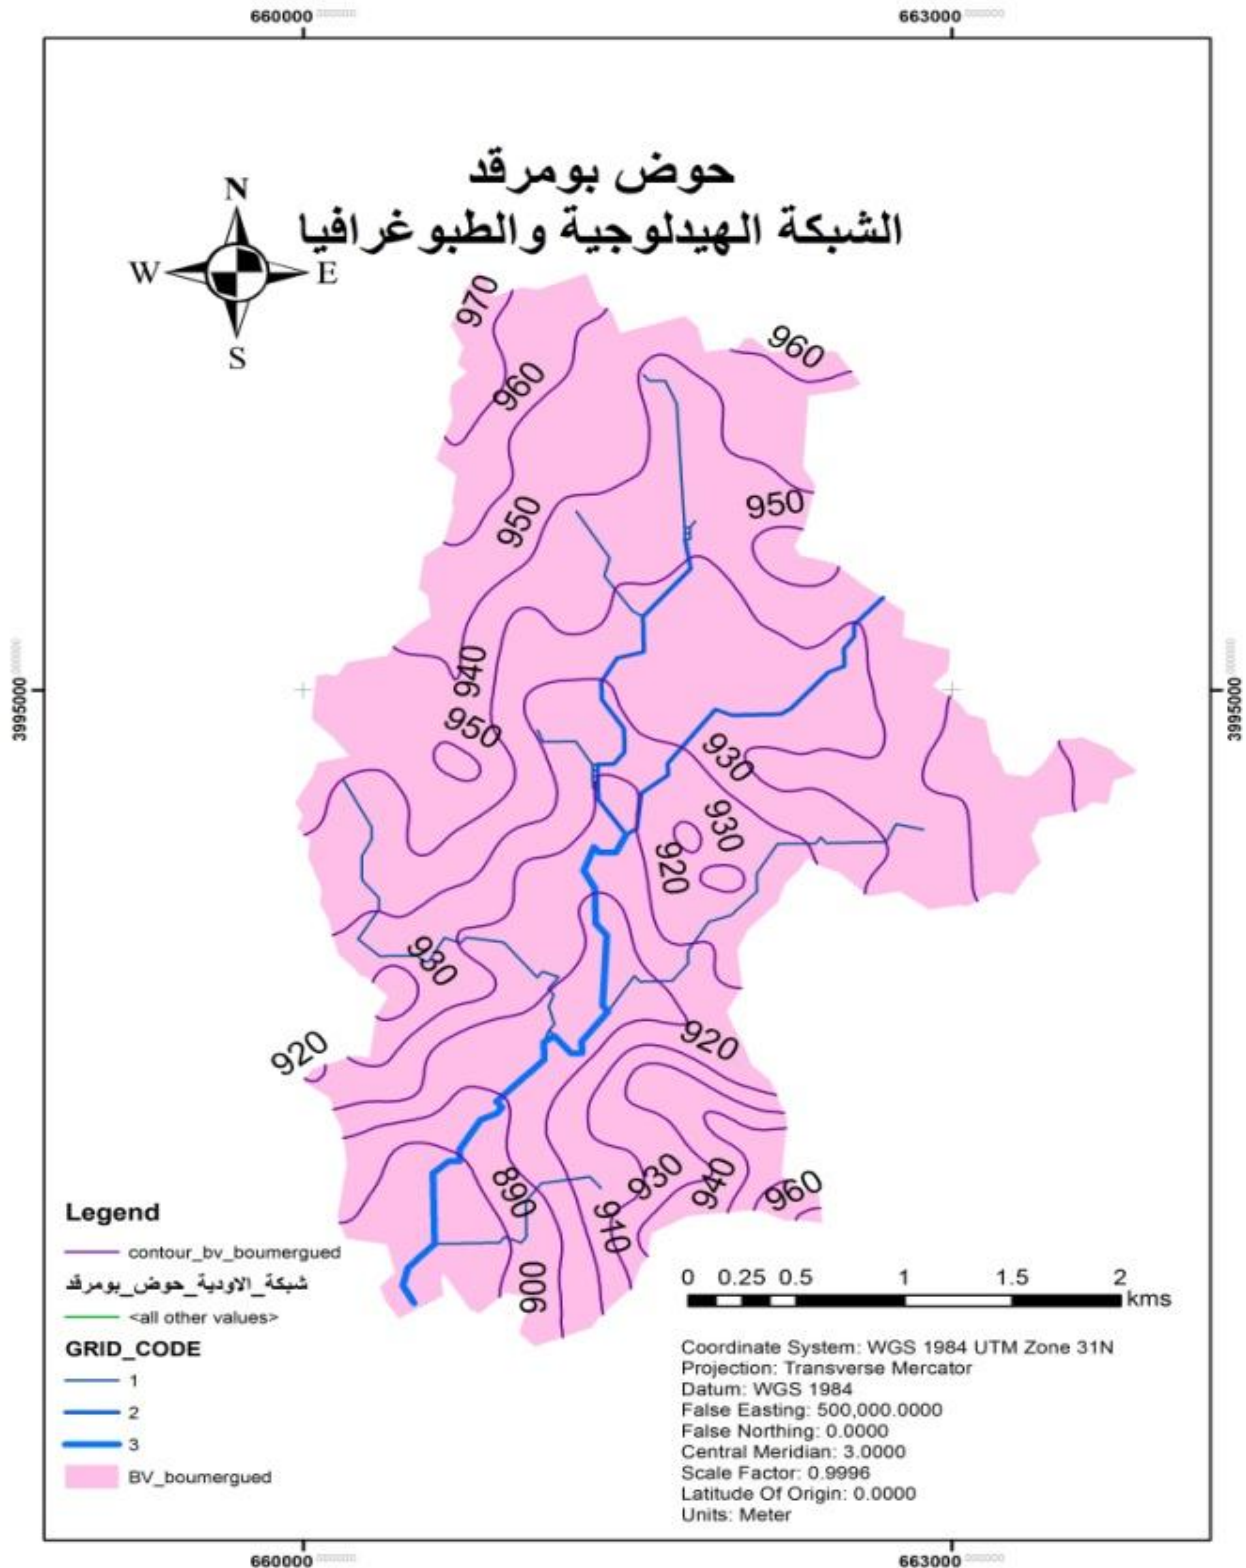 660000
663000
حوض بومرقد
الشبكة الهيدلوجية والطبوغرافيا
N
W
E
S
970
960
960
950
950
940
950
3995000
3995000
930
930
920
930
920
920
930
940
960
890
910
900
Legend
contour_bv_boumergued
شبكة_الاودية_حوض_بومرقد
<all other values>
GRID_CODE
1
2
3
BV_boumergued
0 0.25 0.5 1 1.5 2
kms
Coordinate System: WGS 1984 UTM Zone 31N
Projection: Transverse Mercator
Datum: WGS 1984
False Easting: 500,000.0000
False Northing: 0.0000
Central Meridian: 3.0000
Scale Factor: 0.9996
Latitude Of Origin: 0.0000
Units: Meter
660000
663000